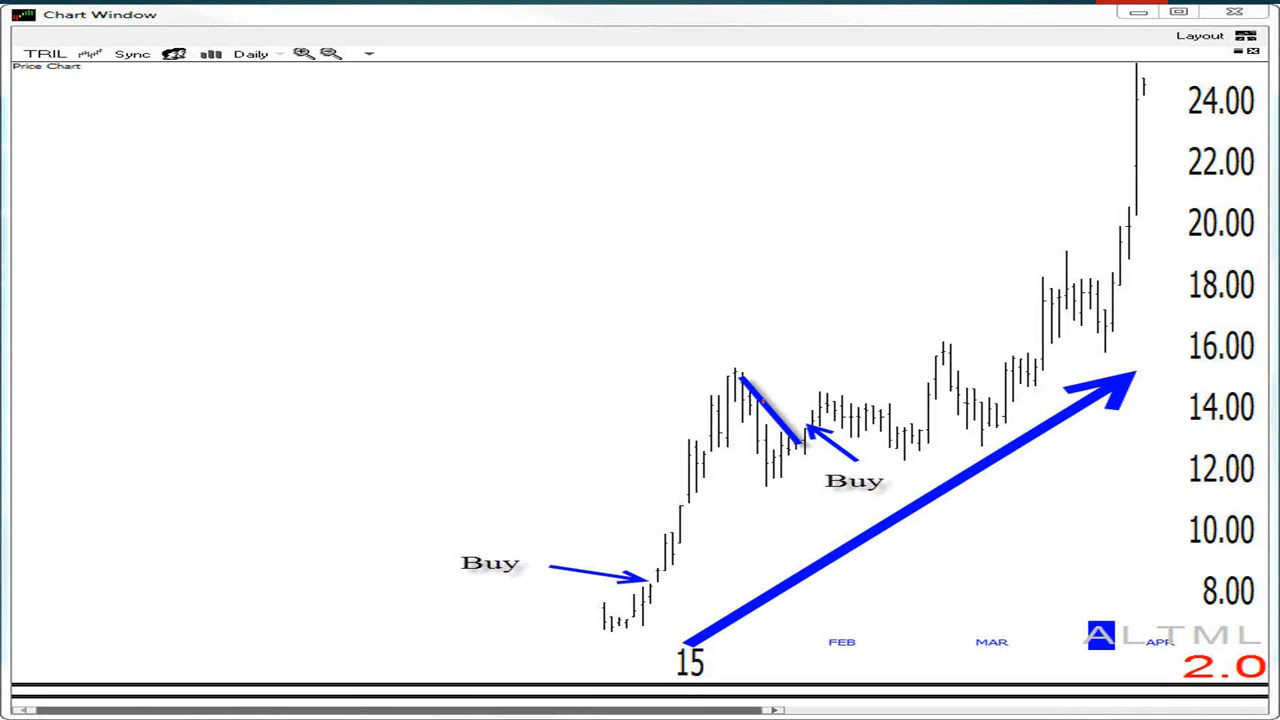 Chart Window
Layout
TRIL Sync Daily
Price Chart
24.00
22.00
20.00
18.00
16.00
14.00
12.00
Buy
10.00
Buy
8.00
FEB MAR APR
ALTML
15
2.0